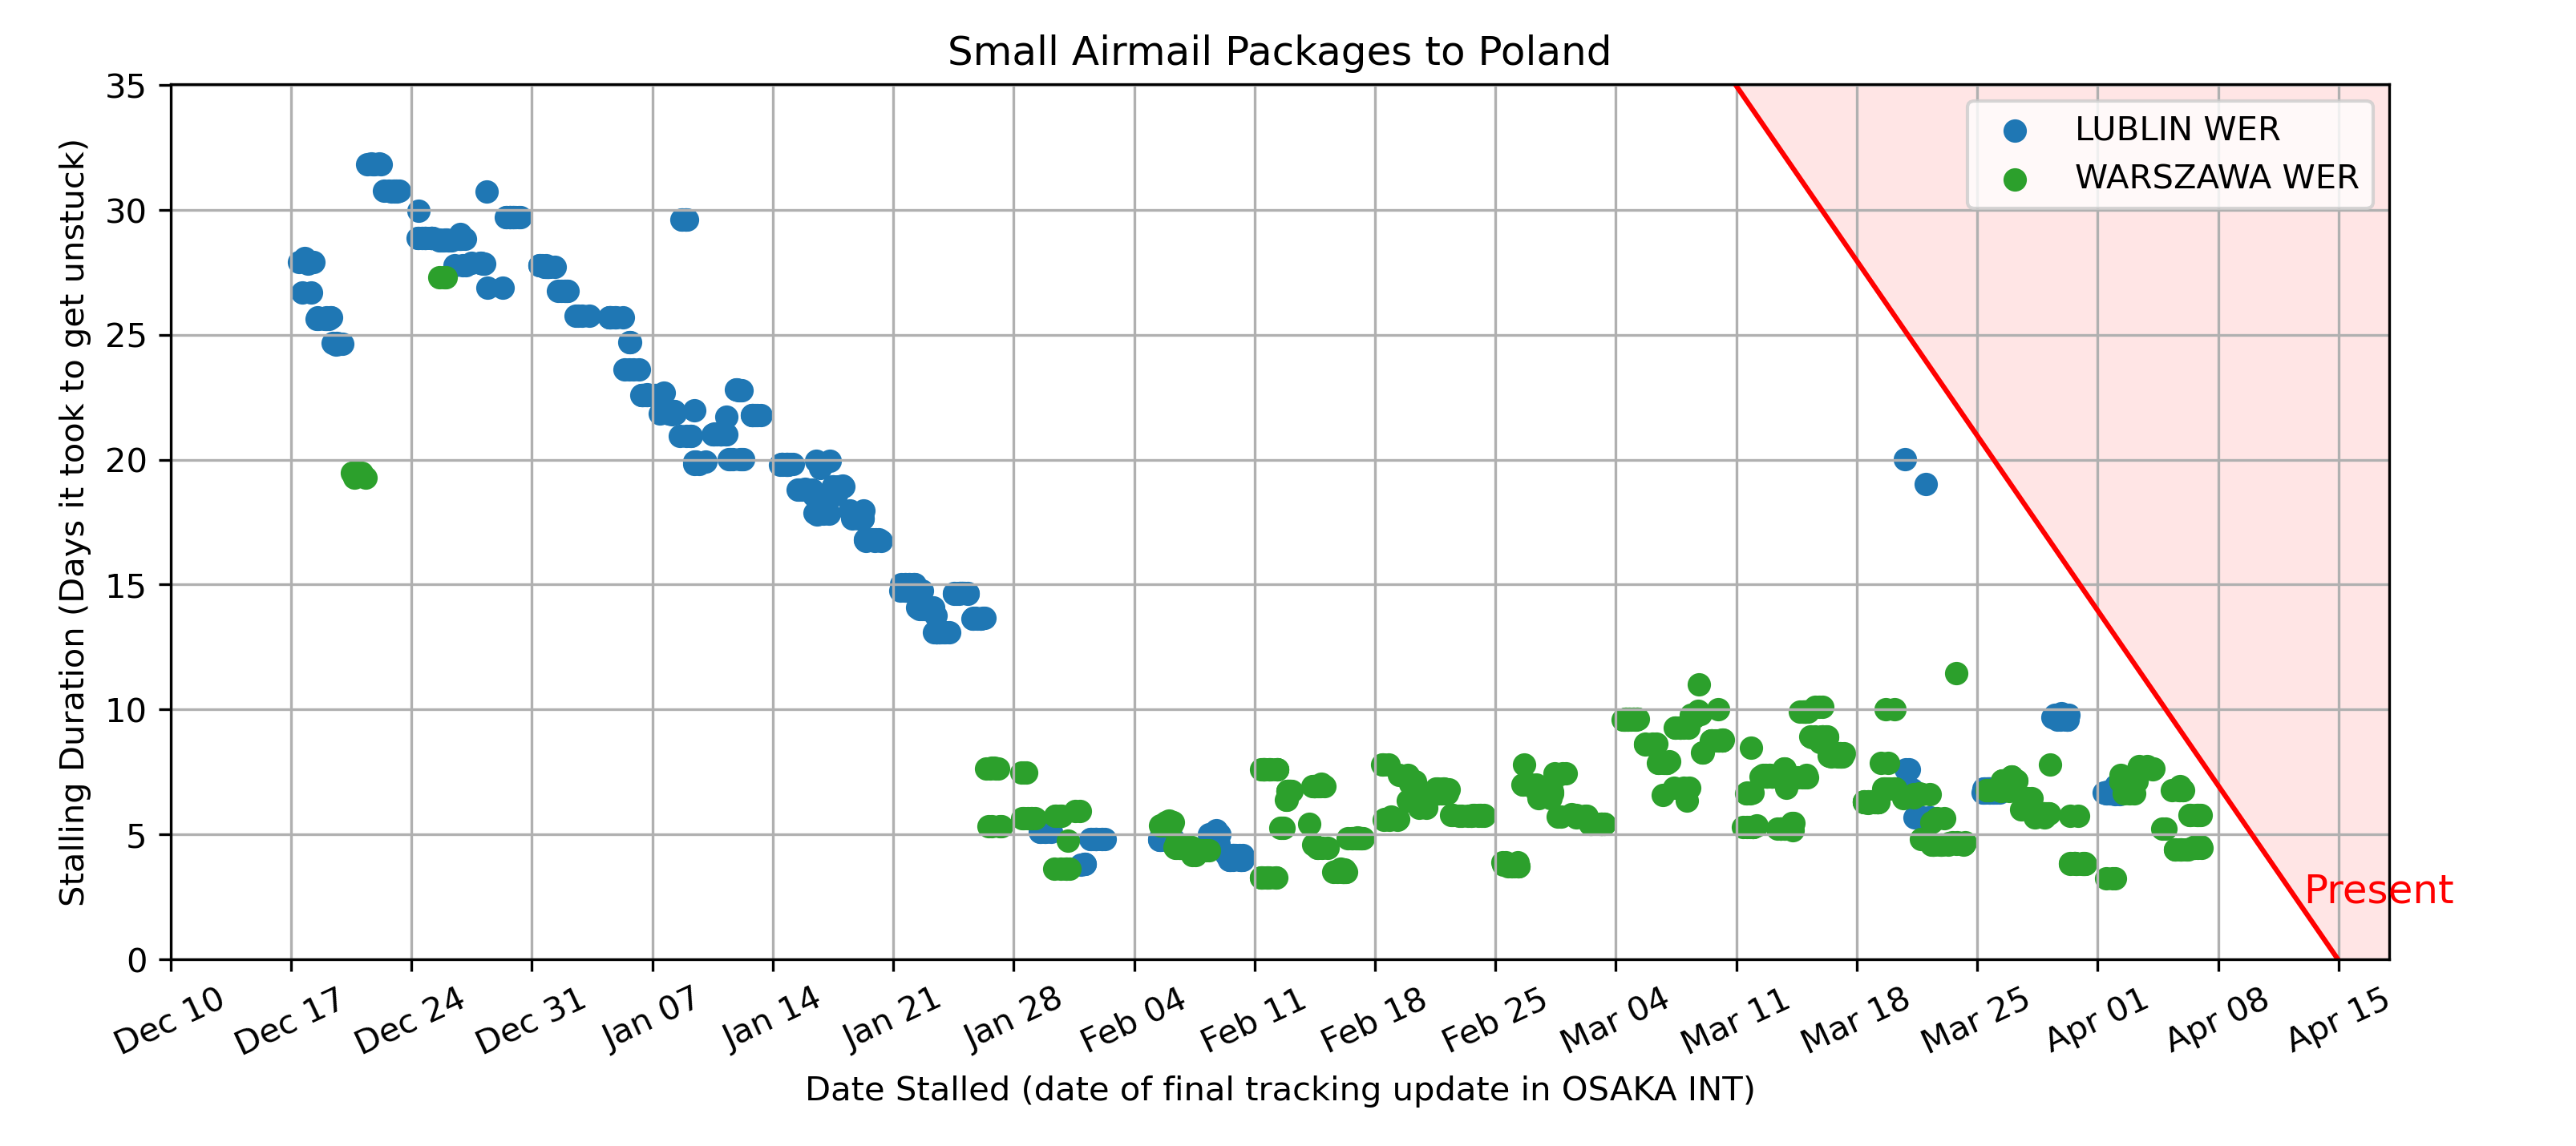 Small Airmail Packages to Poland
LUBLIN WER
WARSZAWA WER
Present
Stalling Duration (Days it took to get unstuck)
35
30
25
20
15
10
5
0
Dec 10
Dec 17
Dec 24
Dec 31
Jan 07
Jan 14
Jan 21
Jan 28
Feb 04
Feb 11
Feb 18
Feb 25
Mar 04
Mar 11
Mar 18
Mar 25
Apr 01
Apr 08
Apr 15
Date Stalled (date of final tracking update in OSAKA INT)